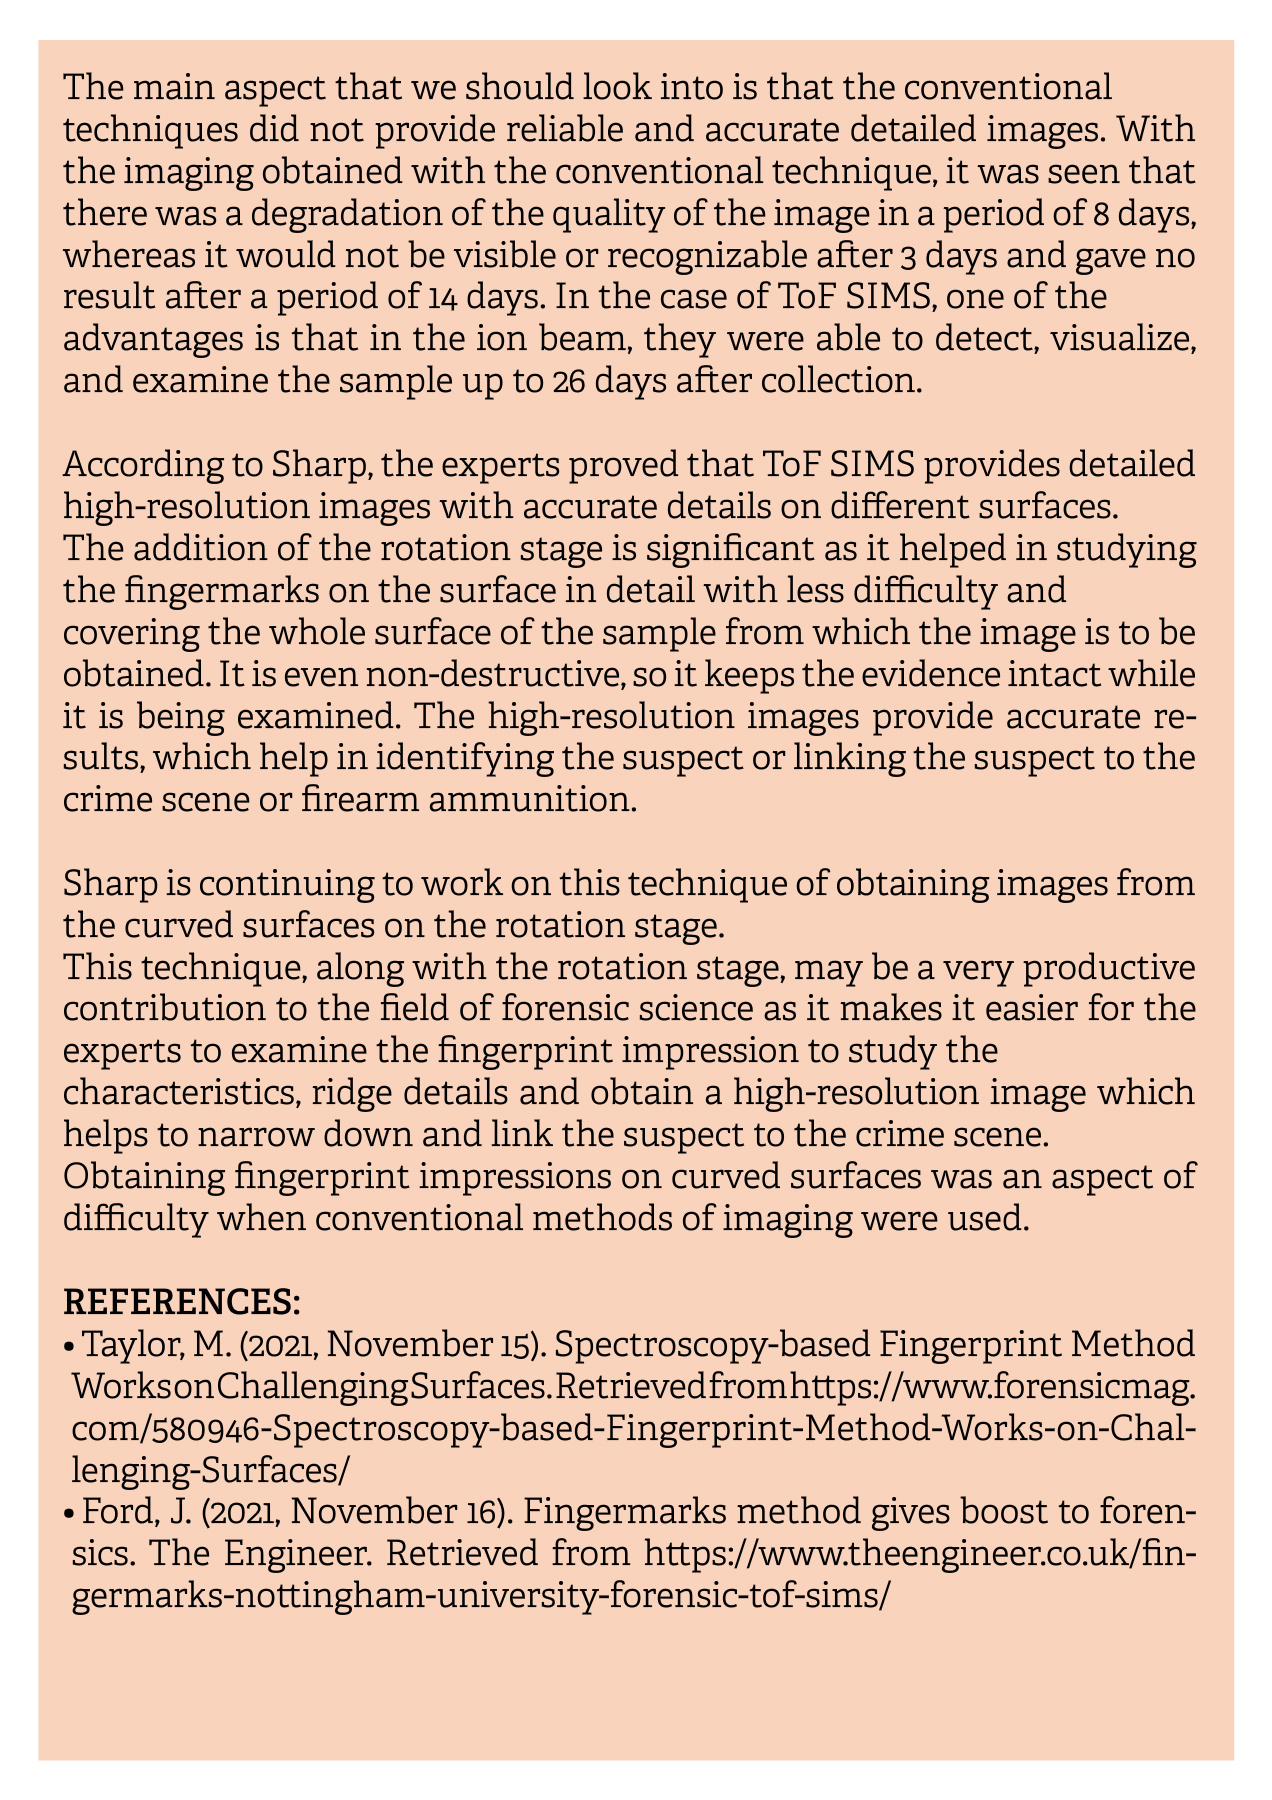 The main aspect that we should look into is that the conventional
techniques did not provide reliable and accurate detailed images. With
the imaging obtained with the conventional technique, it was seen that
there was a degradation of the quality of the image in a period of 8 days,
whereas it would not be visible or recognizable after 3 days and gave no
result after a period of 14 days. In the case of ToF SIMS, one of the
advantages is that in the ion beam, they were able to detect, visualize,
and examine the sample up to 26 days after collection.
According to Sharp, the experts proved that ToF SIMS provides detailed
high-resolution images with accurate details on different surfaces.
The addition of the rotation stage is significant as it helped in studying
the fingermarks on the surface in detail with less difficulty and
covering the whole surface of the sample from which the image is to be
obtained. It is even non-destructive, so it keeps the evidence intact while
it is being examined. The high-resolution images provide accurate re-
sults, which help in identifying the suspect or linking the suspect to the
crime scene or firearm ammunition.
Sharp is continuing to work on this technique of obtaining images from
the curved surfaces on the rotation stage.
This technique, along with the rotation stage, may be a very productive
contribution to the field of forensic science as it makes it easier for the
experts to examine the fingerprint impression to study the
characteristics, ridge details and obtain a high-resolution image which
helps to narrow down and link the suspect to the crime scene.
Obtaining fingerprint impressions on curved surfaces was an aspect of
difficulty when conventional methods of imaging were used.
REFERENCES:
• Taylor, M. (2021, November 15). Spectroscopy-based Fingerprint Method
Works on Challenging Surfaces. Retrieved from https://www.forensicmag.
com/580946-Spectroscopy-based-Fingerprint-Method-Works-on-Chal-
lenging-Surfaces/
• Ford, J. (2021, November 16). Fingermarks method gives boost to foren-
sics. The Engineer. Retrieved from https://www.theengineer.co.uk/fin-
germarks-nottingham-university-forensic-tof-sims/